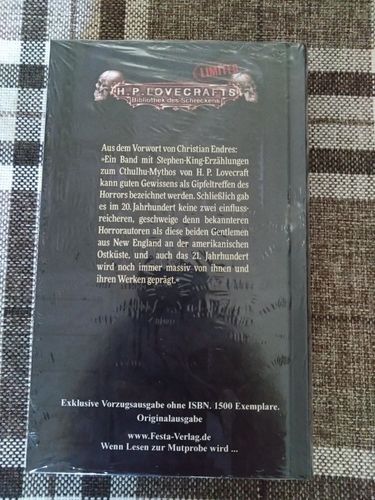 LIMITED
H.P. LOVECRAFTS
Bibliothek des Schreckens
Aus dem Vorwort von Christian Endres:
»Ein Band mit Stephen-King-Erzählungen
zum Cthulhu-Mythos von H. P. Lovecraft
kann guten Gewissens als Gipfeltreffen des
Horrors bezeichnet werden. Schließlich gab
es im 20. Jahrhundert keine zwei einfluss-
reicheren, geschweige denn bekannteren
Horrorautoren als diese beiden Gentlemen
aus New England an der amerikanischen
Ostküste, und auch das 21. Jahrhundert
wird noch immer massiv von ihnen und
ihren Werken geprägt.«
Exklusive Vorzugsausgabe ohne ISBN. 1500 Exemplare.
Originalausgabe
www.Festa-Verlag.de
Wenn Lesen zur Mutprobe wird ...